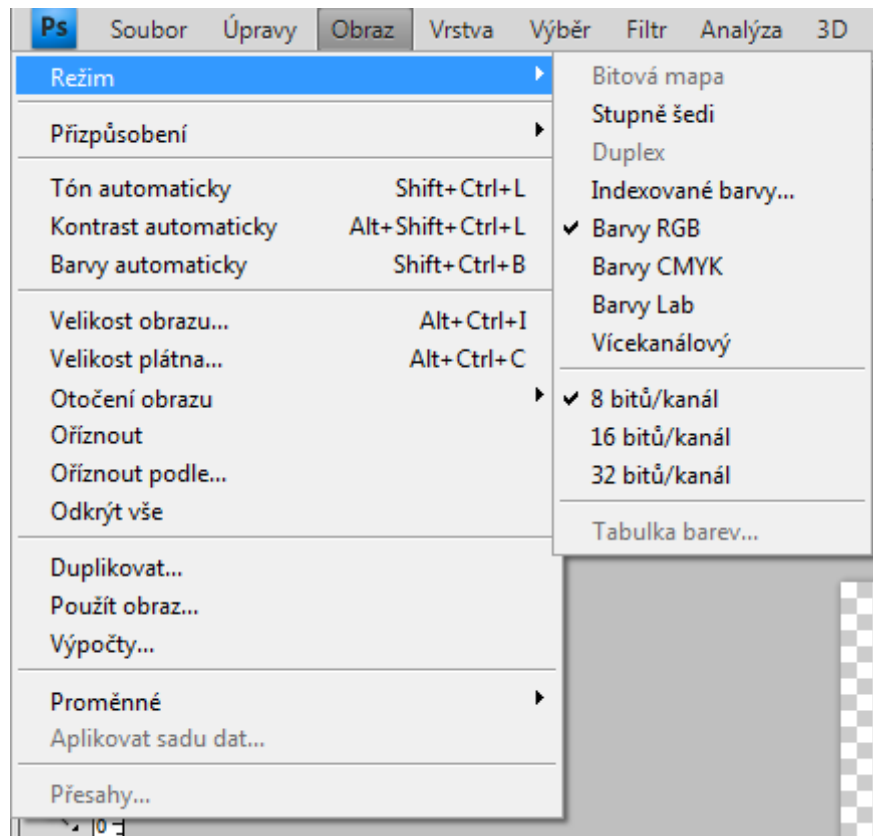 Ps Soubor Úpravy Obraz Vrstva Výběr Filtr Analýza 3D
Režim
Přizpůsobení
Tón automaticky Shift+Ctrl+L
Kontrast automaticky Alt+Shift+Ctrl+L
Barvy automaticky Shift+Ctrl+B
Velikost obrazu... Alt+Ctrl+I
Velikost plátna... Alt+Ctrl+C
Otočení obrazu
Oříznout
Oříznout podle...
Odkrýt vše
Duplikovat...
Použít obraz...
Výpočty...
Proměnné
Aplikovat sadu dat...
Přesahy...
Bitová mapa
Stupně šedi
Duplex
Indexované barvy...
Barvy RGB
Barvy CMYK
Barvy Lab
Vícekanálový
8 bitů/kanál
16 bitů/kanál
32 bitů/kanál
Tabulka barev...
0